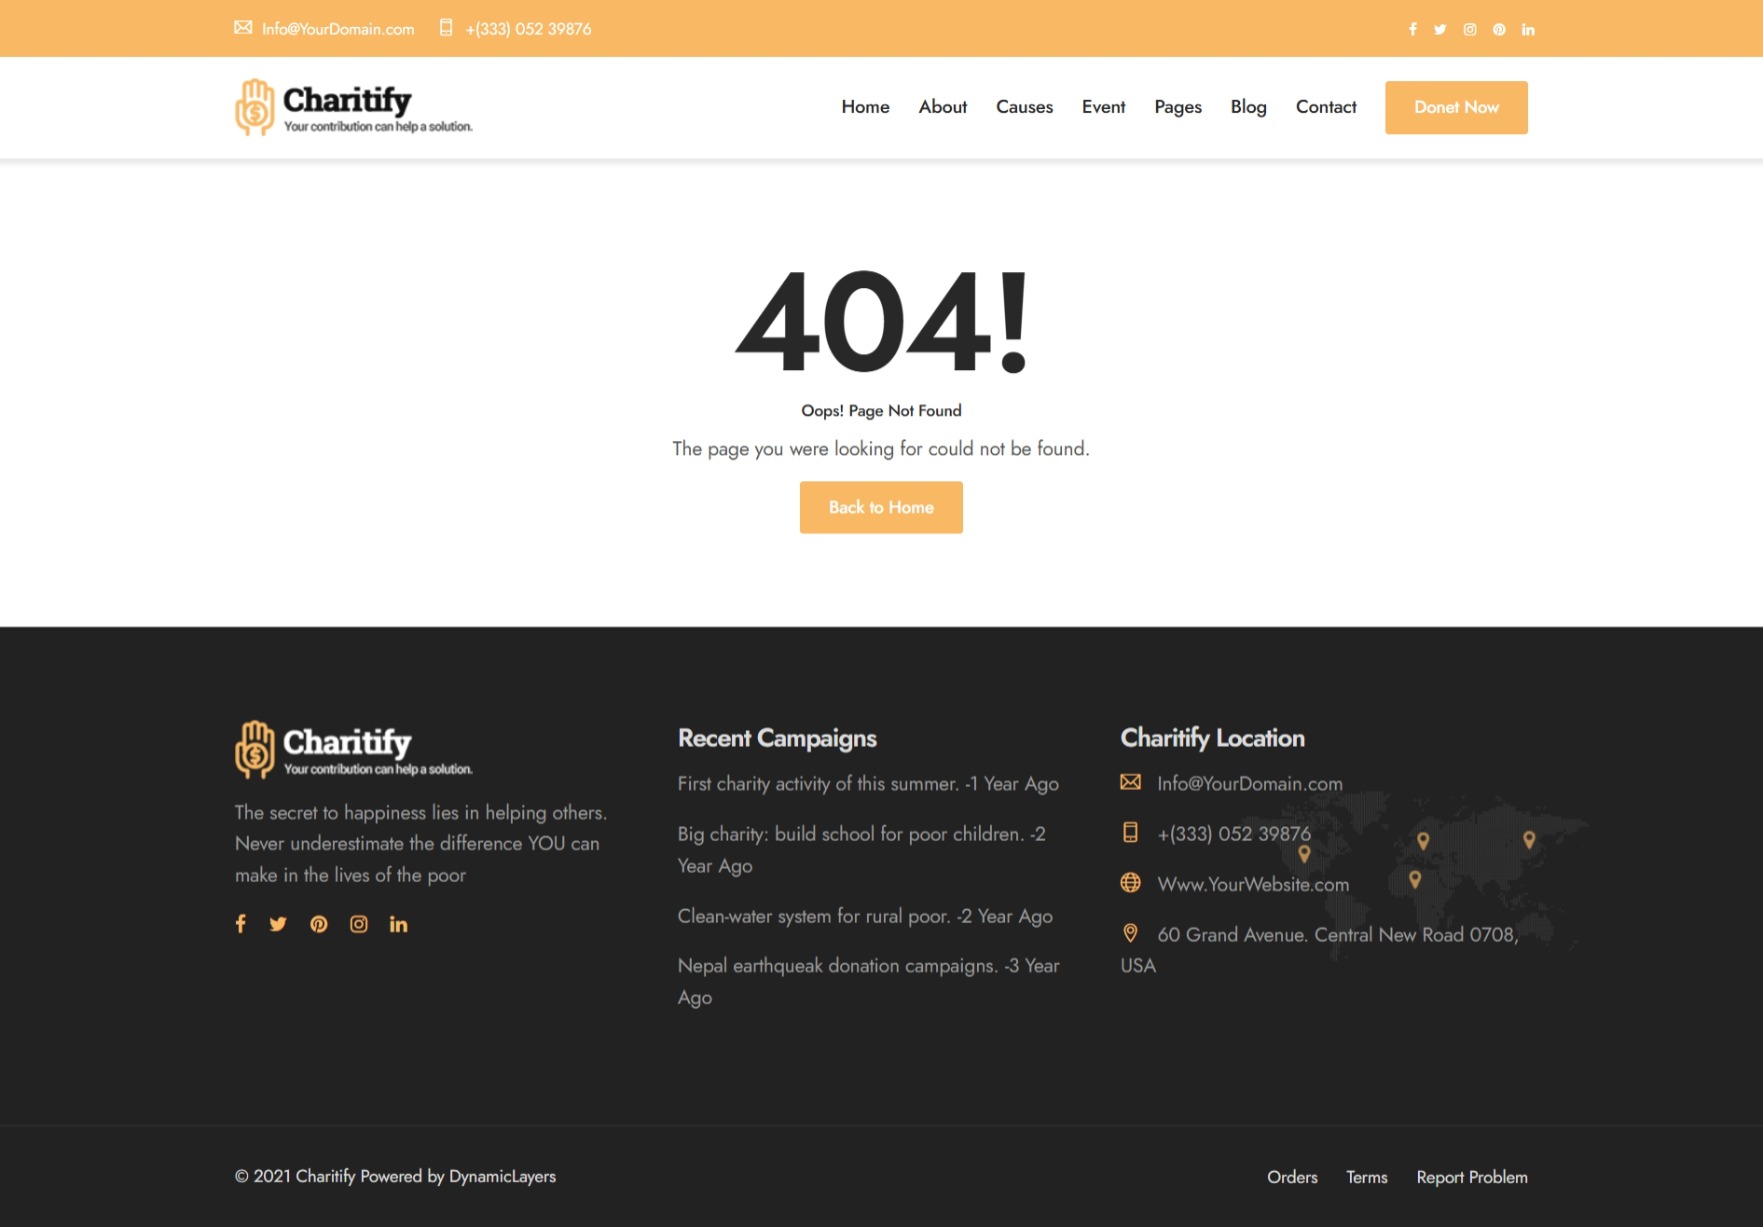 Info@YourDomain.com +(333) 052 39876
Charitify
Your contribution can help a solution.
Home About Causes Event Pages Blog Contact Donet Now
404!
Oops! Page Not Found
The page you were looking for could not be found.
Back to Home
Charitify
Your contribution can help a solution.
The secret to happiness lies in helping others.
Never underestimate the difference YOU can
make in the lives of the poor
Recent Campaigns
First charity activity of this summer. -1 Year Ago
Big charity: build school for poor children. -2
Year Ago
Clean-water system for rural poor. -2 Year Ago
Nepal earthqueak donation campaigns. -3 Year
Ago
Charitify Location
Info@YourDomain.com
+(333) 052 39876
Www.YourWebsite.com
60 Grand Avenue. Central New Road 0708,
USA
© 2021 Charitify Powered by DynamicLayers
Orders Terms Report Problem